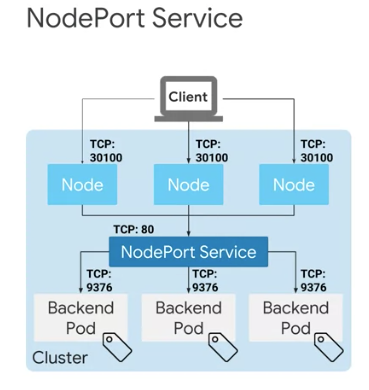 NodePort Service
Client
TCP:
30100
TCP:
30100
TCP:
30100
Node
Node
Node
TCP: 80
NodePort Service
TCP:
9376
TCP:
9376
TCP:
9376
Backend
Pod
Backend
Pod
Backend
Pod
Cluster